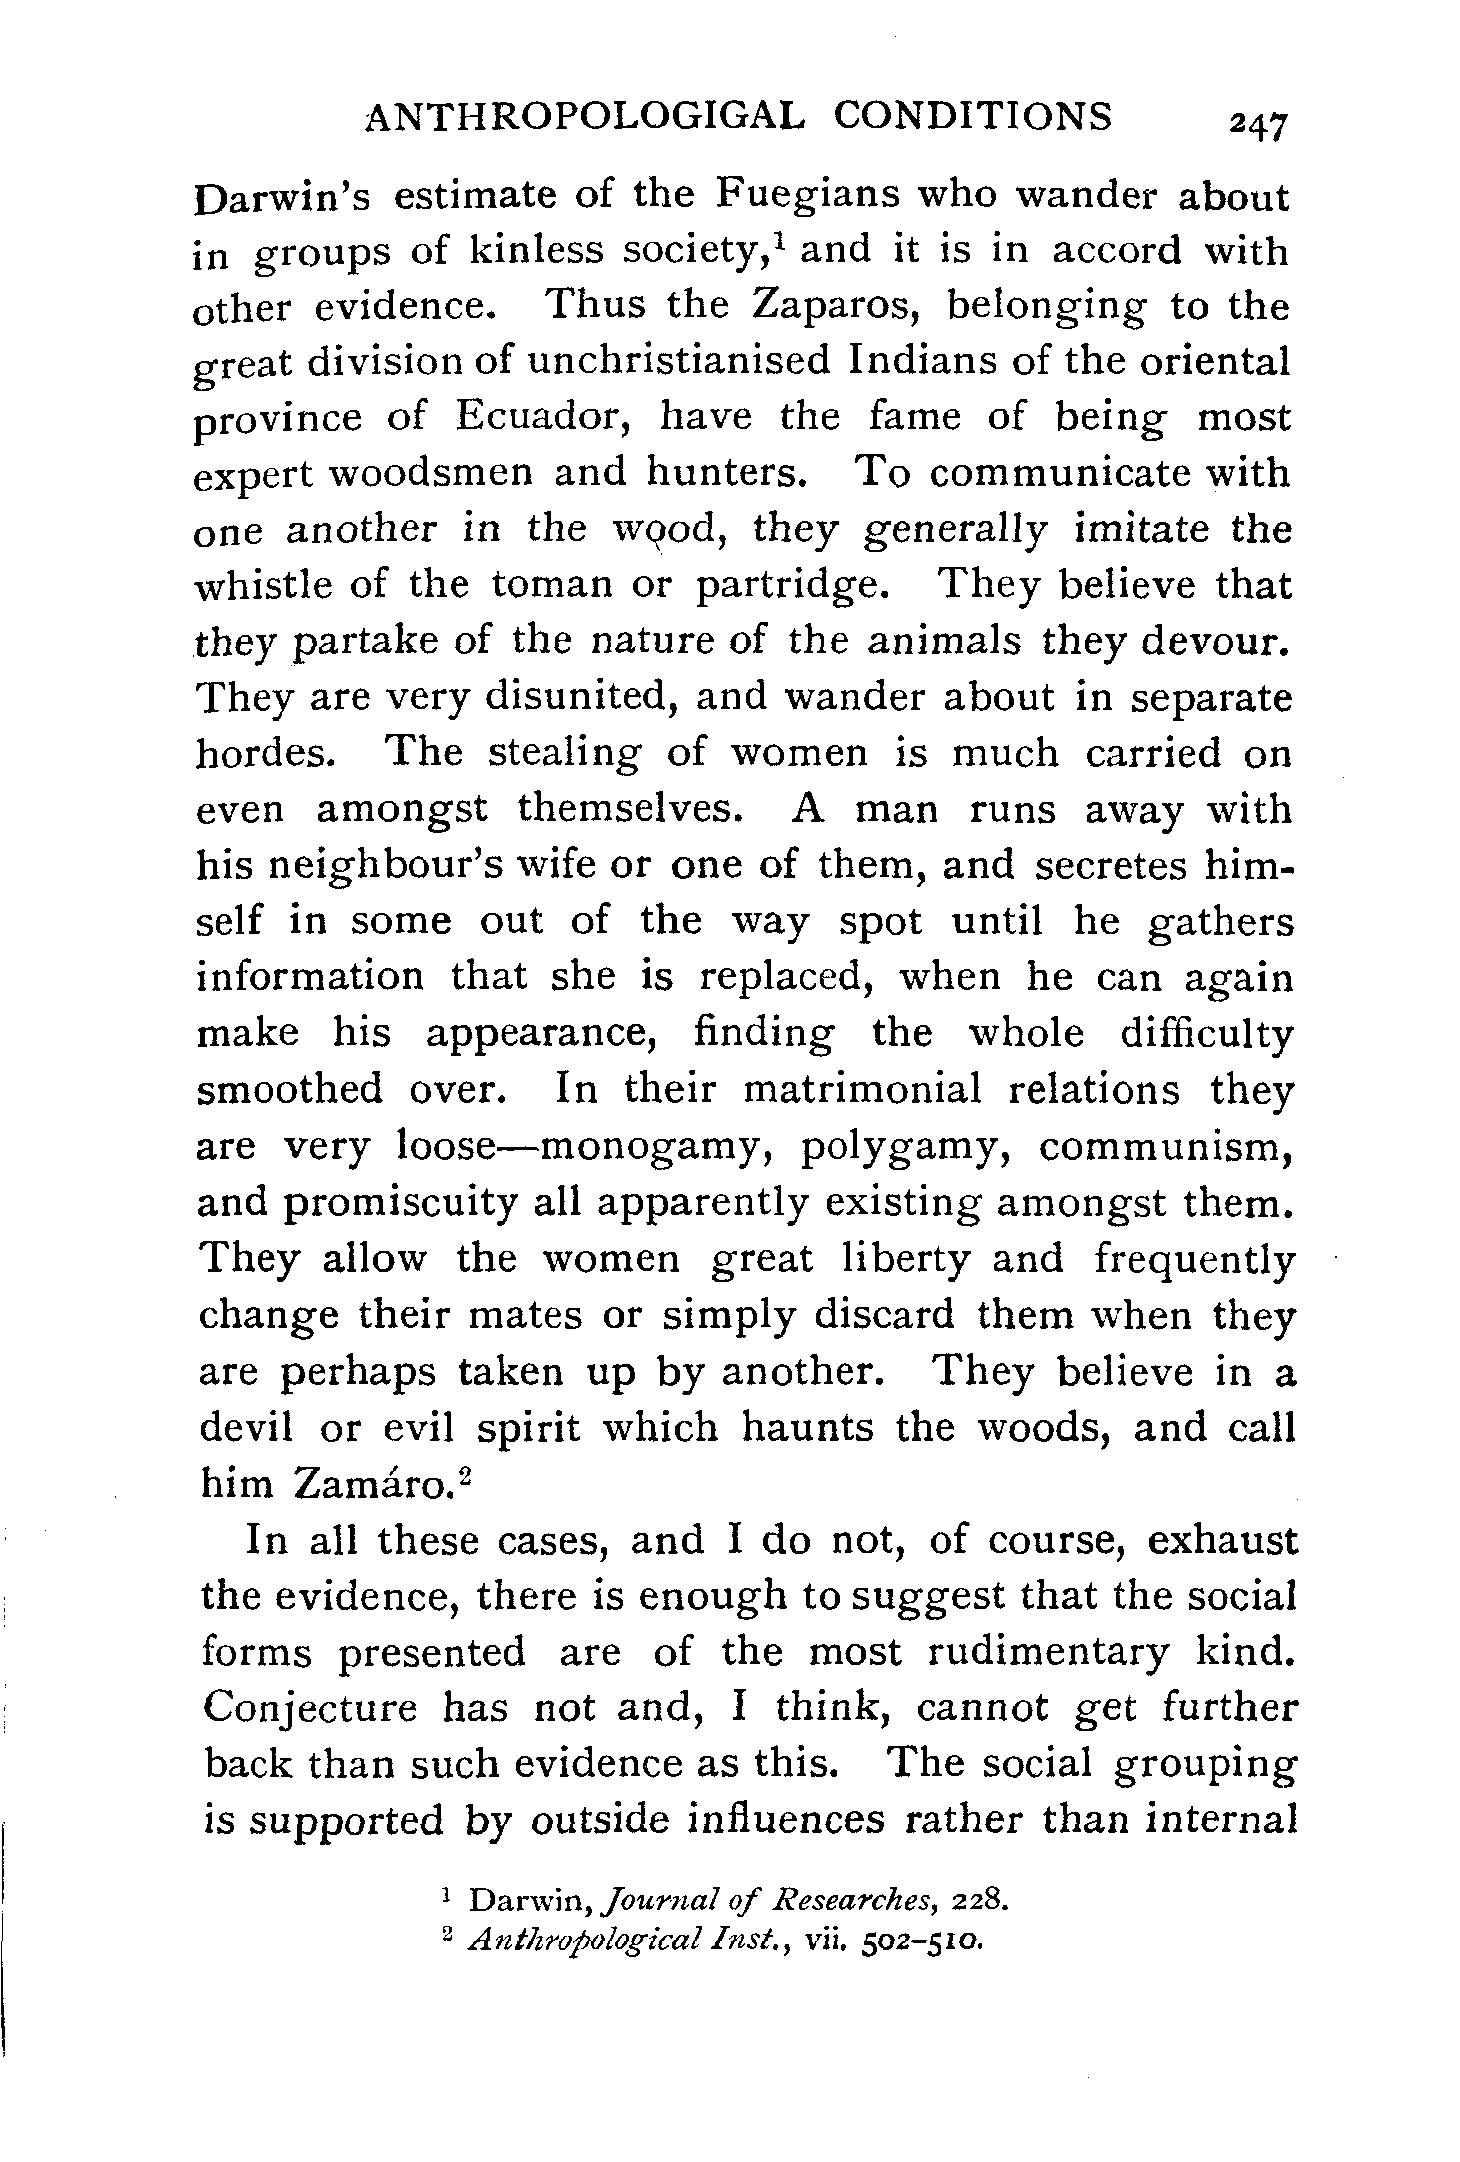 ANTHROPOLOGIGAL CONDITIONS 247
Darwin's estimate of the Fuegians who wander about
in groups of kinless society,¹ and it is in accord with
other evidence. Thus the Zaparos, belonging to the
great division of unchristianised Indians of the oriental
province of Ecuador, have the fame of being most
expert woodsmen and hunters. To communicate with
one another in the wood, they generally imitate the
whistle of the toman or partridge. They believe that
they partake of the nature of the animals they devour.
They are very disunited, and wander about in separate
hordes. The stealing of women is much carried on
even amongst themselves. A man runs away with
his neighbour's wife or one of them, and secretes him-
self in some out of the way spot until he gathers
information that she is replaced, when he can again
make his appearance, finding the whole difficulty
smoothed over. In their matrimonial relations they
are very loose—monogamy, polygamy, communism,
and promiscuity all apparently existing amongst them.
They allow the women great liberty and frequently
change their mates or simply discard them when they
are perhaps taken up by another. They believe in a
devil or evil spirit which haunts the woods, and call
him Zamáro.²
In all these cases, and I do not, of course, exhaust
the evidence, there is enough to suggest that the social
forms presented are of the most rudimentary kind.
Conjecture has not and, I think, cannot get further
back than such evidence as this. The social grouping
is supported by outside influences rather than internal
¹ Darwin, Journal of Researches, 228.
² Anthropological Inst., vii. 502–510.